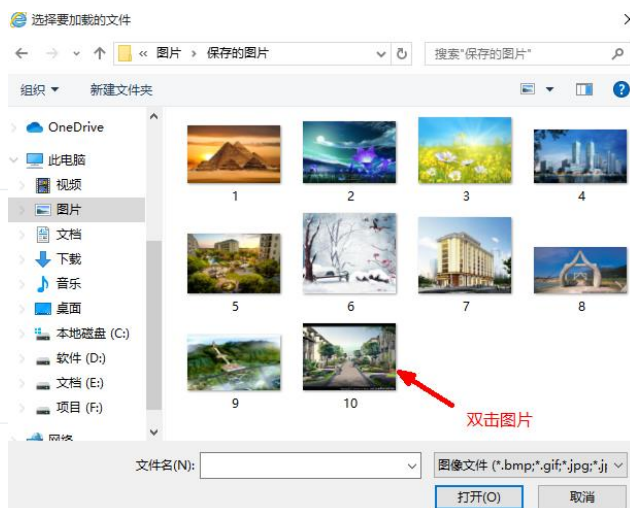 选择要加载的文件
« 图片 › 保存的图片
搜索"保存的图片"
组织
新建文件夹
OneDrive
此电脑
视频
图片
文档
下载
音乐
桌面
本地磁盘 (C:)
软件 (D:)
文档 (E:)
项目 (F:)
网络
1
2
3
4
5
6
7
8
9
10
双击图片
文件名(N):
图像文件 (*.bmp;*.gif;*.jpg;*.j
打开(O)
取消